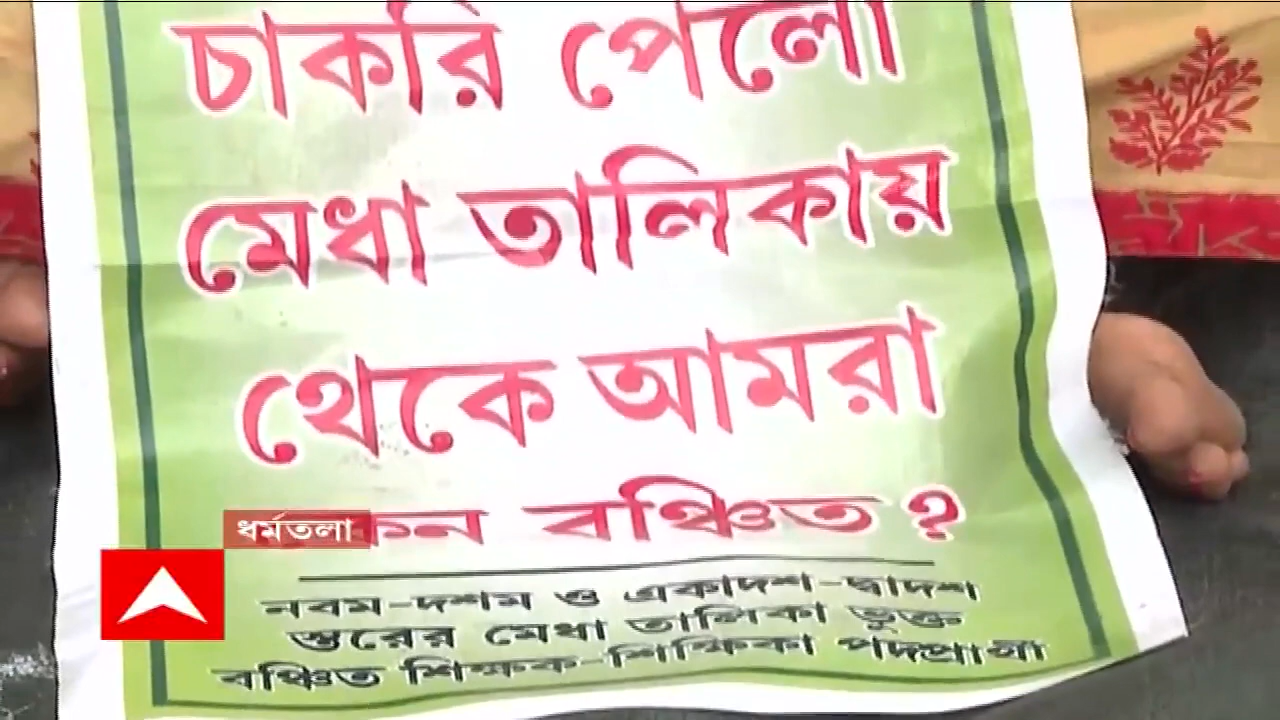 চাকরি পেলো
মেধা তালিকায়
থেকে আমরা
কেন বঞ্চিত ?
ধর্মতলা
নবম-দশম ও একাদশ-দ্বাদশ
স্তরের মেধা তালিকা ভুক্ত
বঞ্চিত শিক্ষক-শিক্ষিকা পদপ্রার্থী